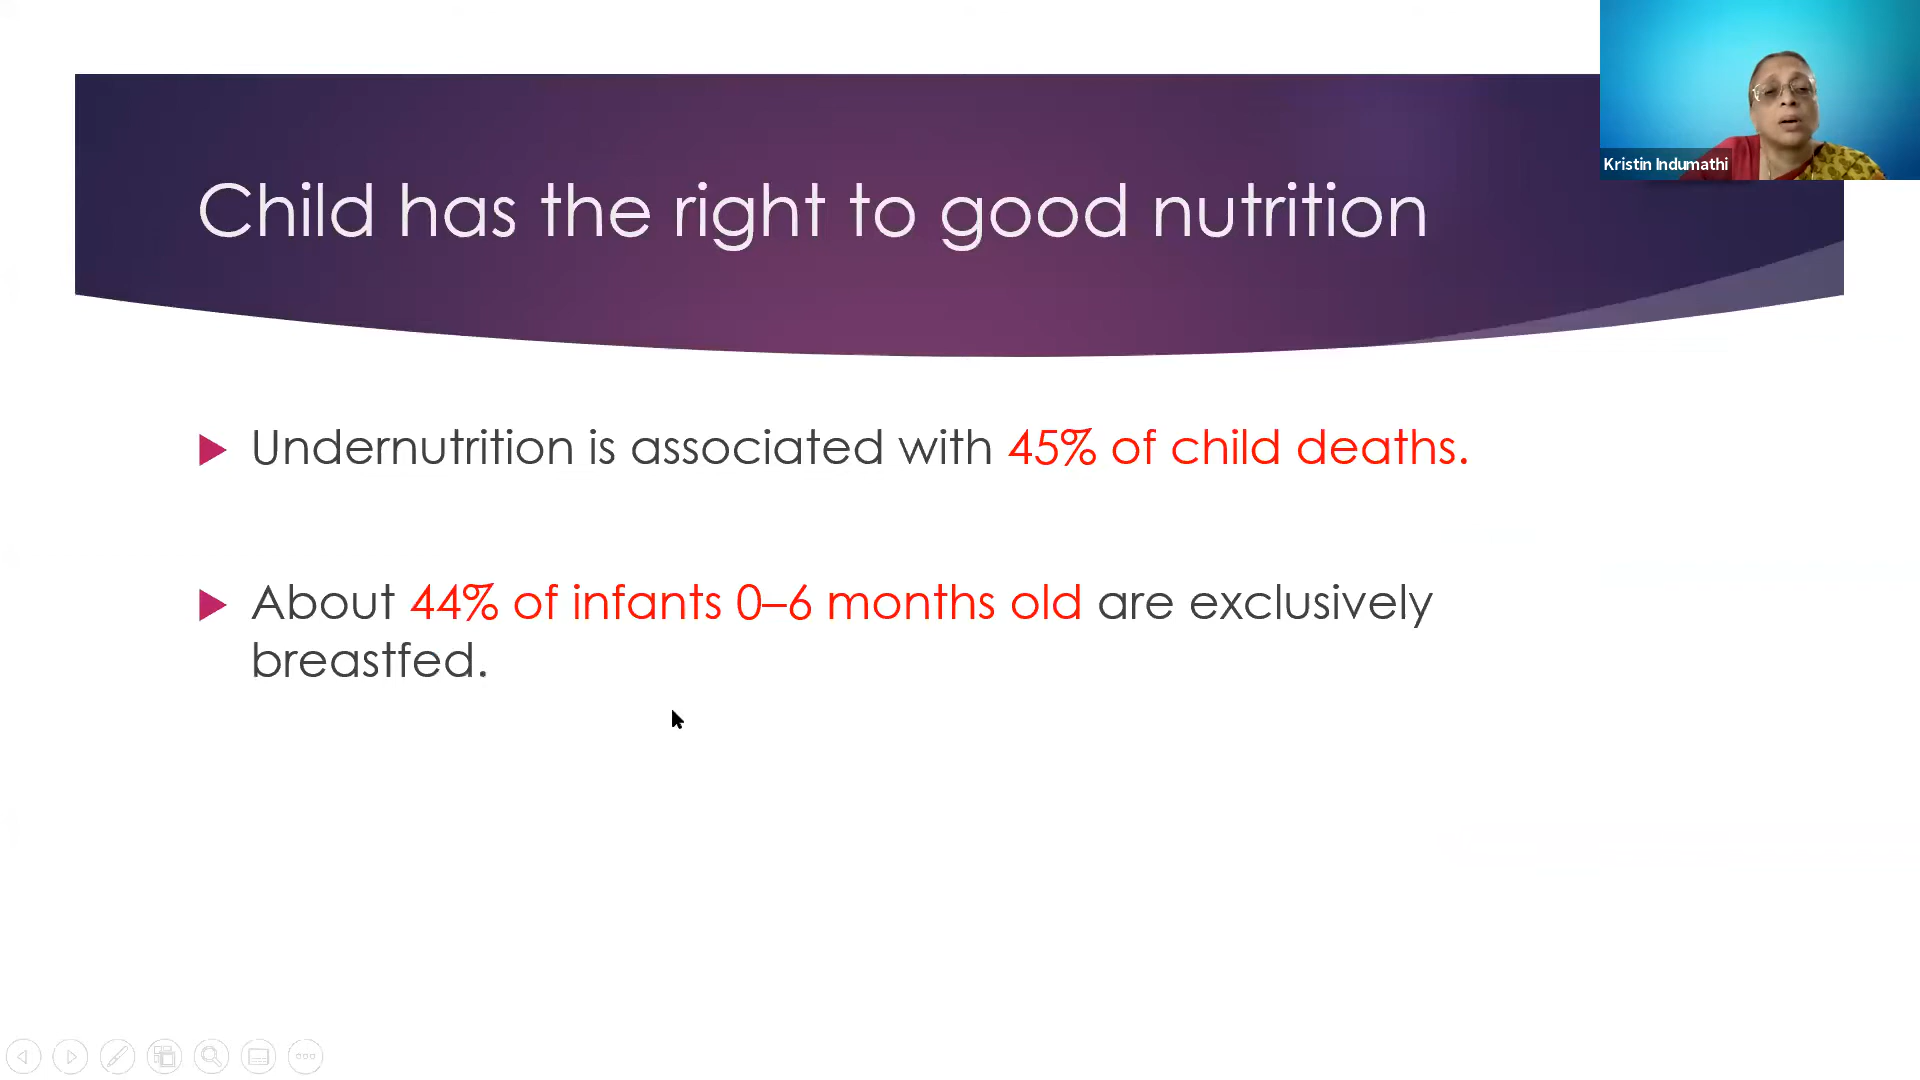 Kristin Indumathi
Child has the right to good nutrition
Undernutrition is associated with 45% of child deaths.
About 44% of infants 0–6 months old are exclusively
breastfed.